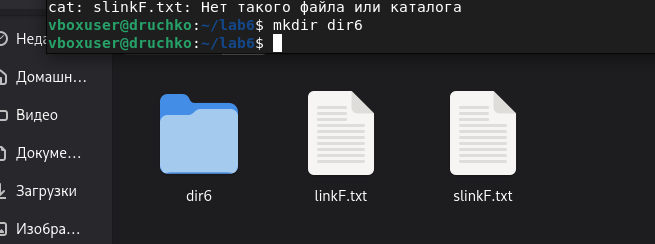 cat: slinkF.txt: Нет такого файла или каталога
vboxuser@druchko:~/lab6$ mkdir dir6
vboxuser@druchko:~/lab6$
Неда
Домашн…
Видео
Докуме…
Загрузки
Изобра…
dir6
linkF.txt
slinkF.txt